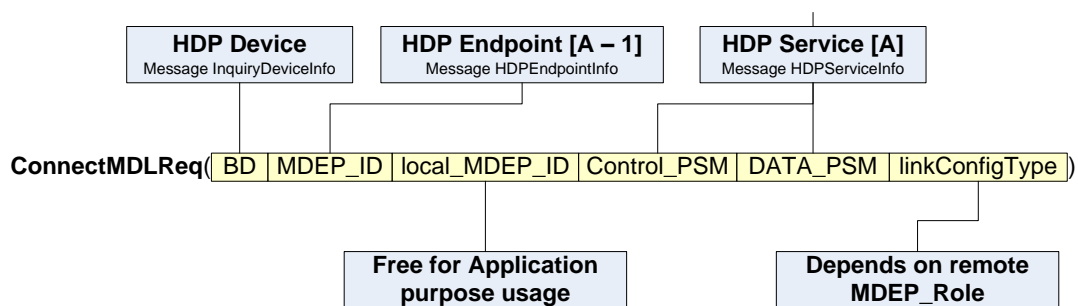 HDP Device
Message InquiryDeviceInfo
HDP Endpoint [A – 1]
Message HDPEndpointInfo
HDP Service [A]
Message HDPServiceInfo
ConnectMDLReq( BD MDEP_ID local_MDEP_ID Control_PSM DATA_PSM linkConfigType )
Free for Application
purpose usage
Depends on remote
MDEP_Role